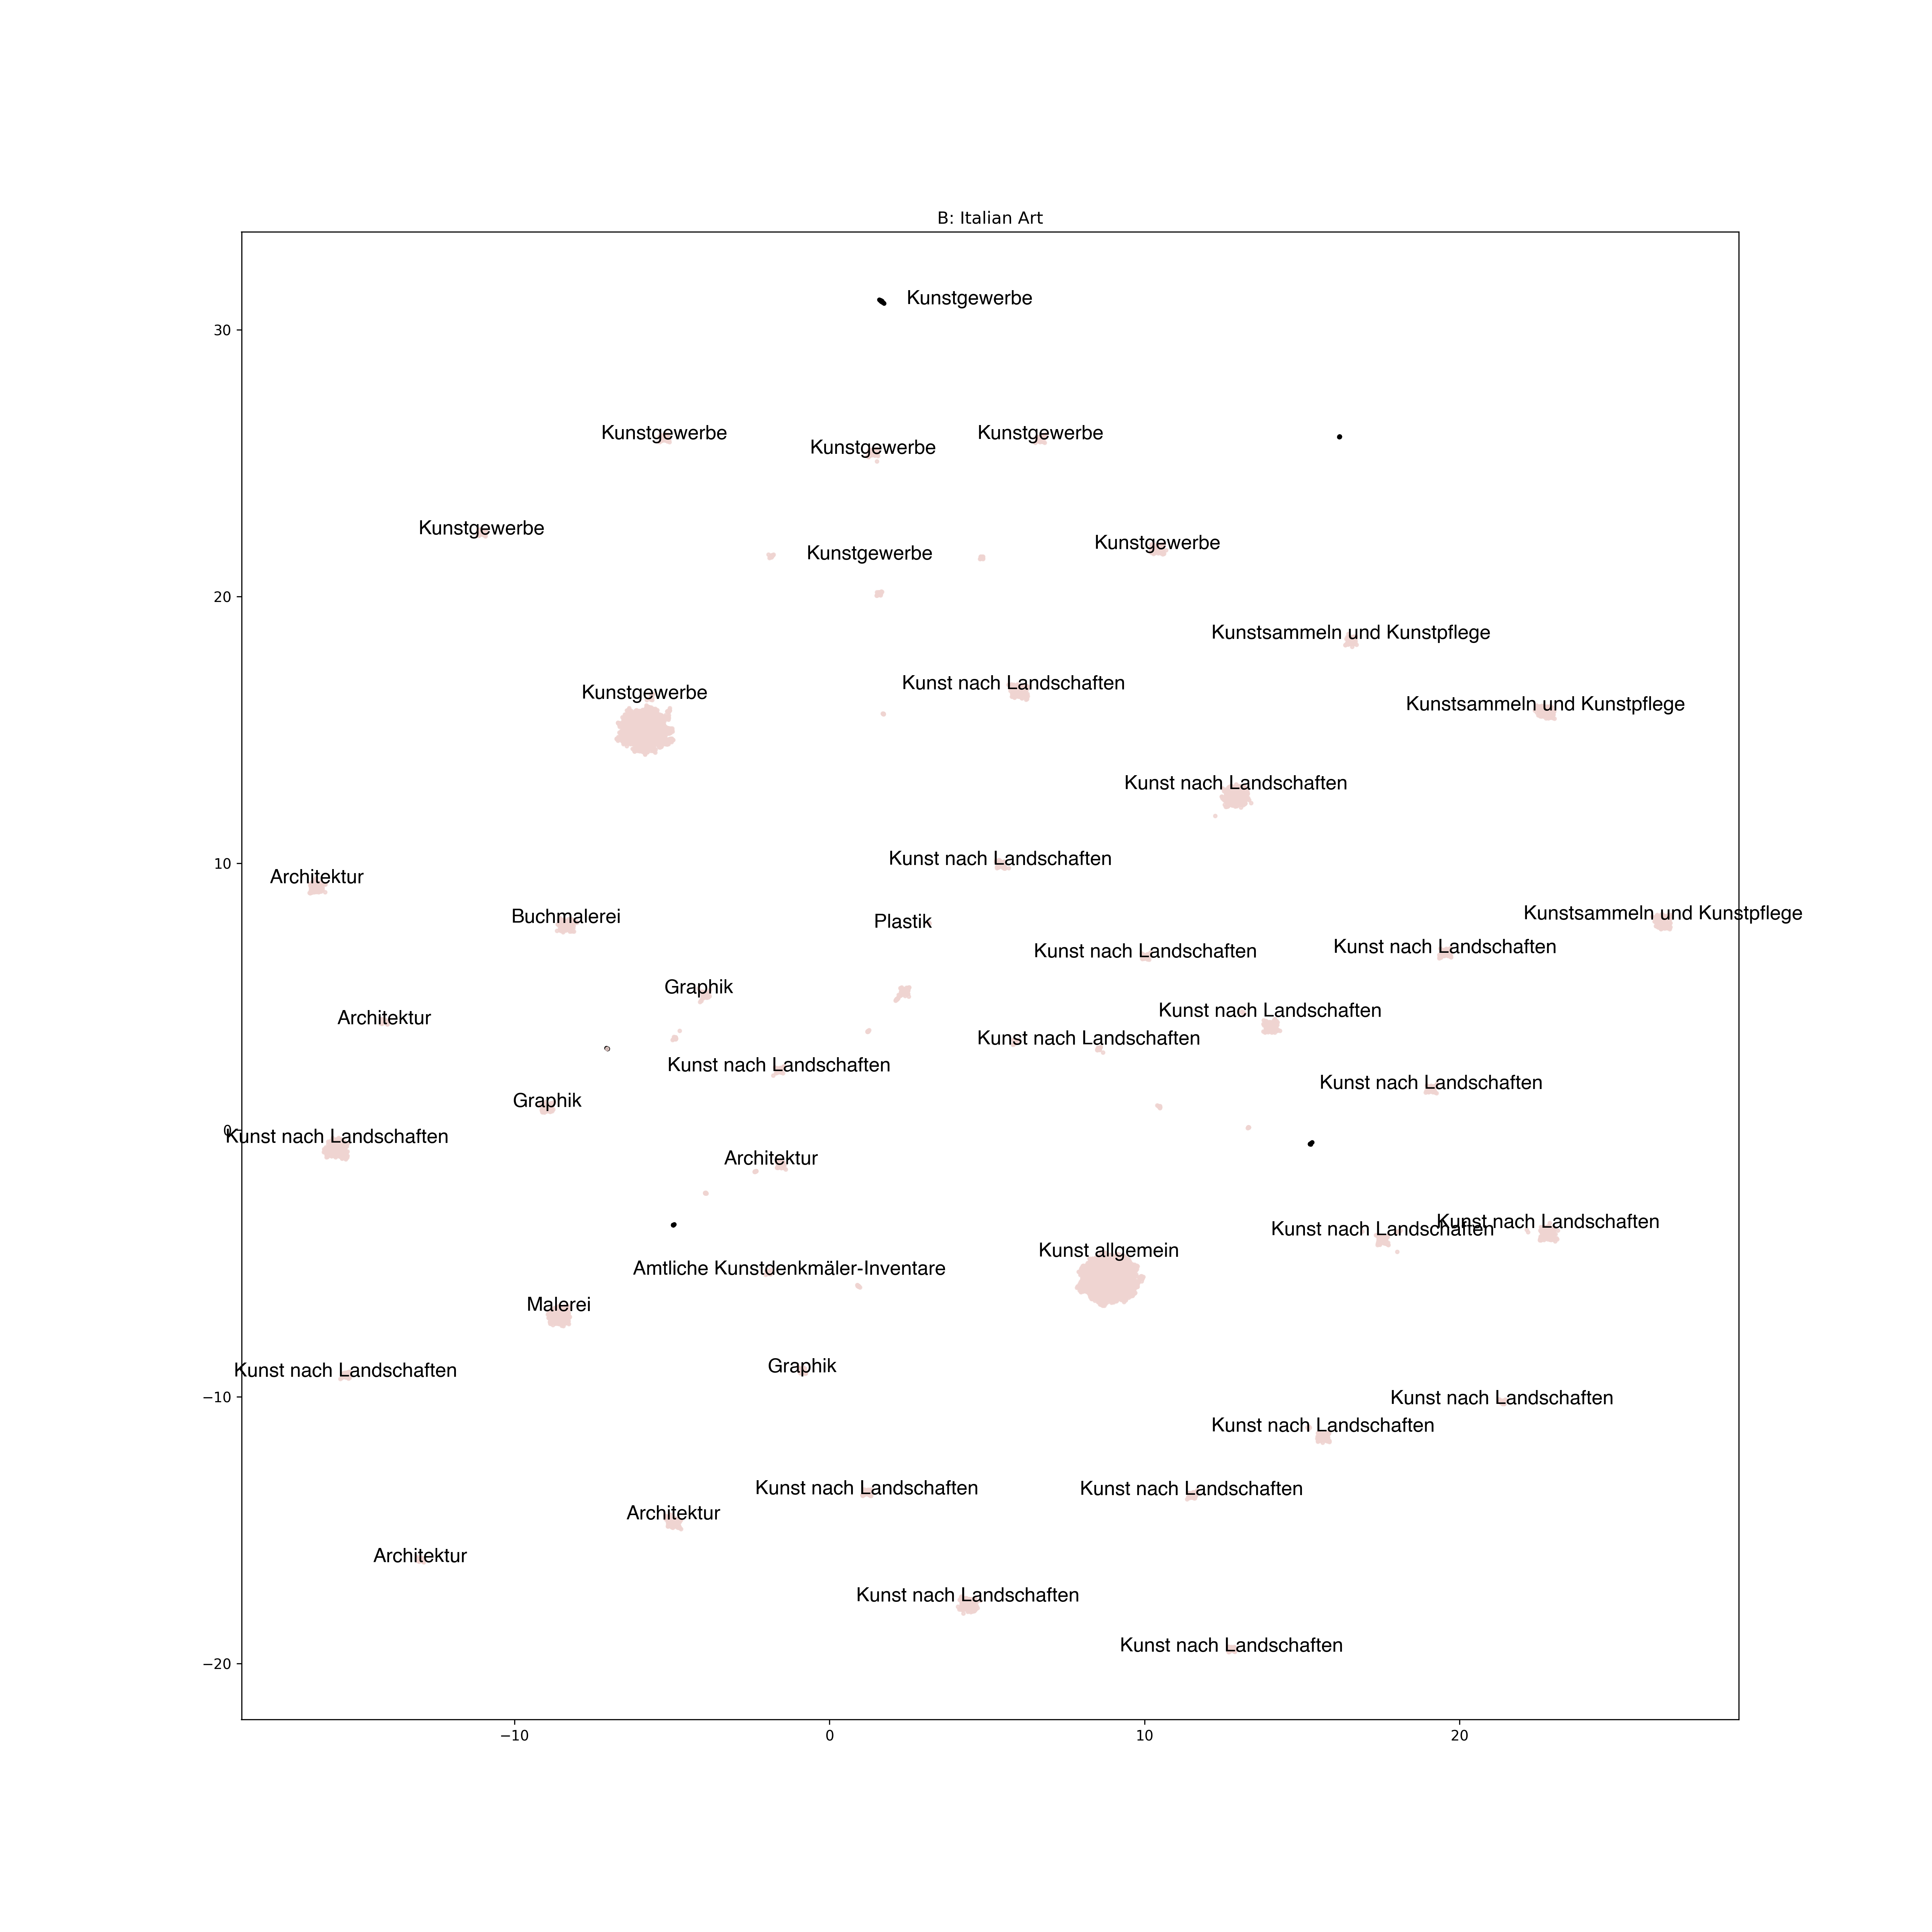 B: Italian Art
Kunstgewerbe
30
Kunstgewerbe
Kunstgewerbe
Kunstgewerbe
Kunstgewerbe
Kunstgewerbe
Kunstgewerbe
20
Kunstsammeln und Kunstpflege
Kunst nach Landschaften
Kunstgewerbe
Kunstsammeln und Kunstpflege
Kunst nach Landschaften
Kunst nach Landschaften
10
Architektur
Kunstsammeln und Kunstpflege
Buchmalerei
Plastik
Kunst nach Landschaften
Kunst nach Landschaften
Graphik
Kunst nach Landschaften
Architektur
Kunst nach Landschaften
Kunst nach Landschaften
Kunst nach Landschaften
Graphik
0
Kunst nach Landschaften
Architektur
Kunst nach Landschaften
Kunst nach Landschaften
Kunst allgemein
Amtliche Kunstdenkmäler-Inventare
Malerei
Graphik
Kunst nach Landschaften
−10
Kunst nach Landschaften
Kunst nach Landschaften
Kunst nach Landschaften
Kunst nach Landschaften
Architektur
Architektur
Kunst nach Landschaften
Kunst nach Landschaften
−20
−10 0 10 20